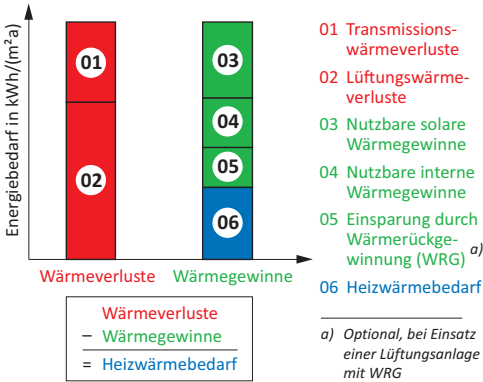 Energiebedarf in kWh/(m²a)
01
02
03
04
05
06
Wärmeverluste
Wärmegewinne
Wärmeverluste
– Wärmegewinne
= Heizwärmebedarf
01 Transmissions-
wärmeverluste
02 Lüftungswärme-
verluste
03 Nutzbare solare
Wärmegewinne
04 Nutzbare interne
Wärmegewinne
05 Einsparung durch
Wärmerückge-
winnung (WRG) a)
06 Heizwärmebedarf
a) Optional, bei Einsatz
einer Lüftungsanlage
mit WRG